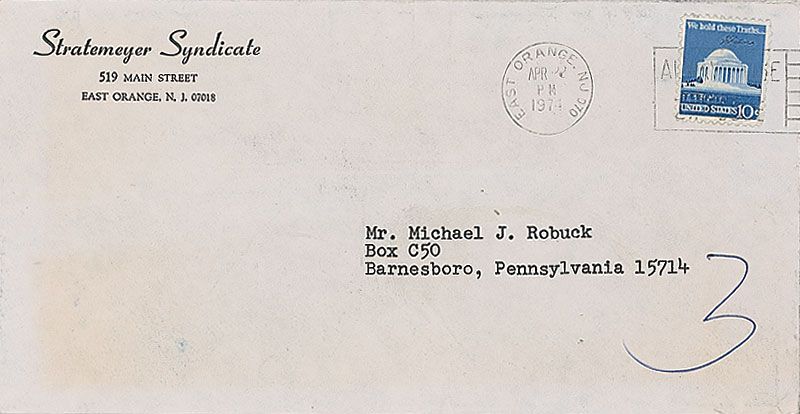 Stratemeyer Syndicate
519 MAIN STREET
EAST ORANGE, N. J. 07018
EAST ORANGE, NJ 070
APR
PM
1974
We hold these Truths...
UNITED STATES 10c
Mr. Michael J. Robuck
Box C50
Barnesboro, Pennsylvania 15714
3